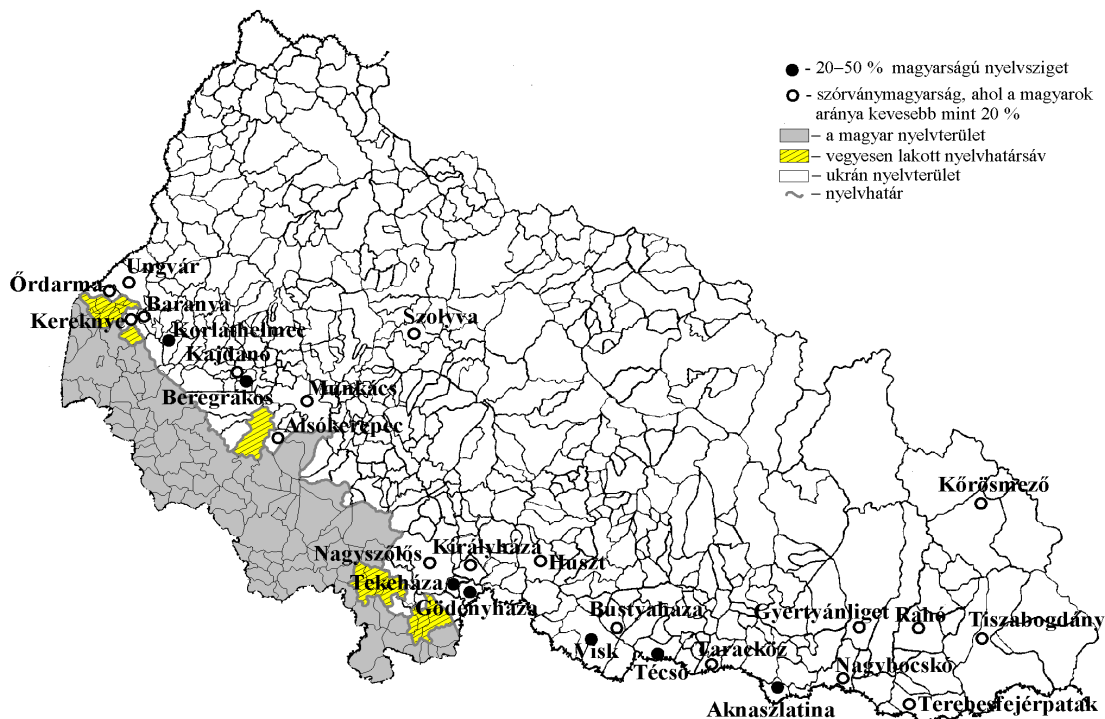 - 20–50 % magyarságú nyelvsziget
- szórványmagyarság, ahol a magyarok
aránya kevesebb mint 20 %
– a magyar nyelvterület
– vegyesen lakott nyelvhatársáv
– ukrán nyelvterület
– nyelvhatár
Ungvár
Őrdarma
Baranya
Kereknye
Korláthelmec
Szolyva
Kajdanó
Beregrákos
Munkács
Alsókerepec
Kőrösmező
Nagyszőlős
Királyháza
Huszt
Tekeháza
Gödényháza
Bustyaháza
Gyertyánliget
Rahó
Tiszabogdány
Visk
Técső
Taracköz
Nagybocskó
Aknaszlatina
Terebesfejérpatak